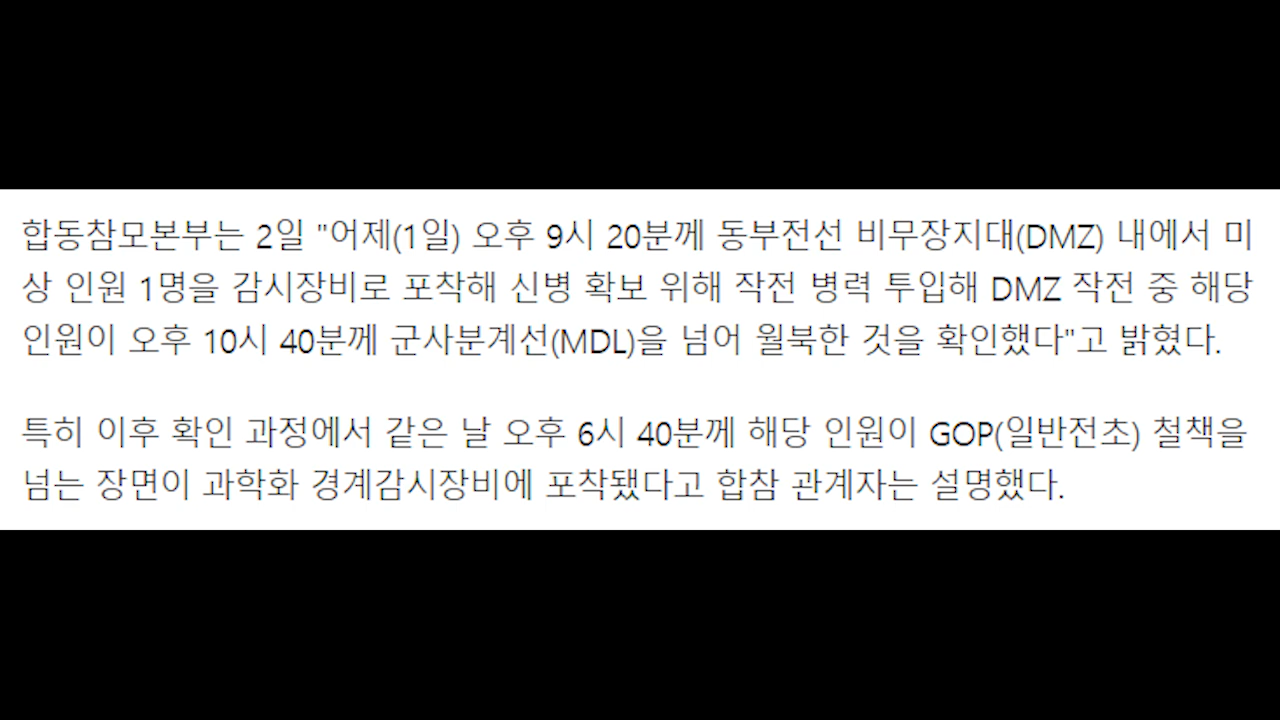 합동참모본부는 2일 "어제(1일) 오후 9시 20분께 동부전선 비무장지대(DMZ) 내에서 미
상 인원 1명을 감시장비로 포착해 신병 확보 위해 작전 병력 투입해 DMZ 작전 중 해당
인원이 오후 10시 40분께 군사분계선(MDL)을 넘어 월북한 것을 확인했다"고 밝혔다.
특히 이후 확인 과정에서 같은 날 오후 6시 40분께 해당 인원이 GOP(일반전초) 철책을
넘는 장면이 과학화 경계감시장비에 포착됐다고 합참 관계자는 설명했다.